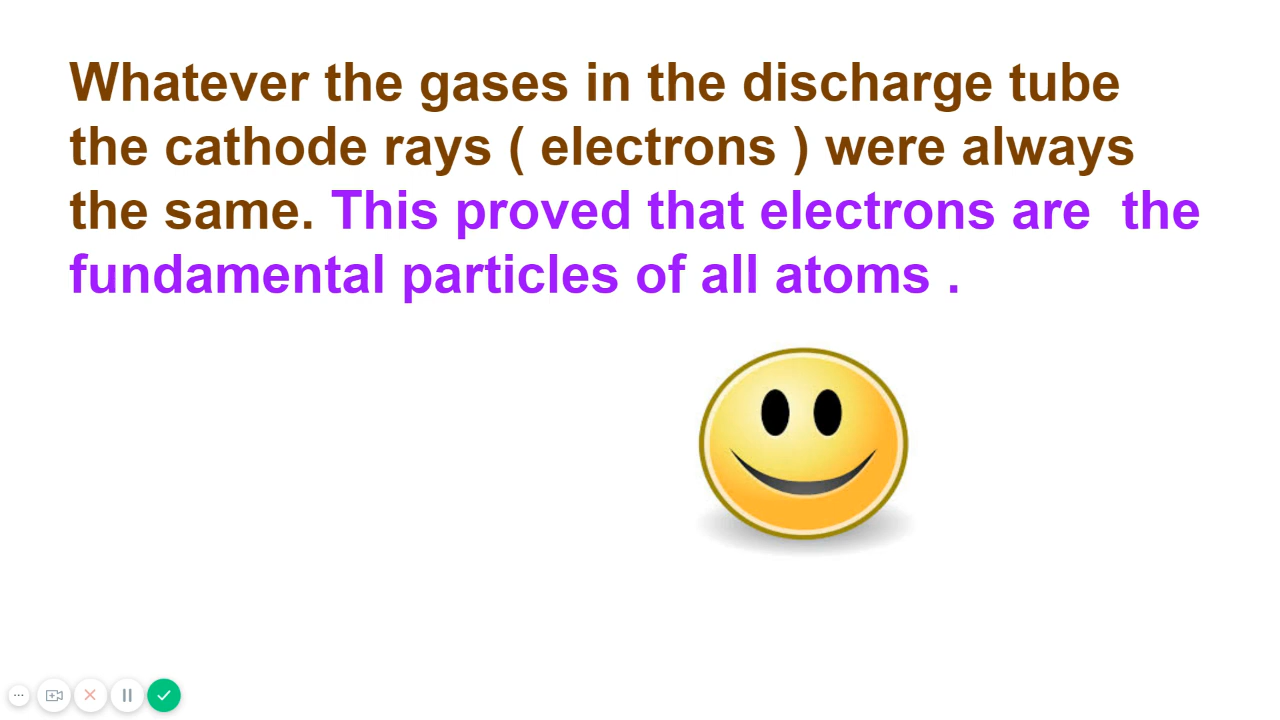 Whatever the gases in the discharge tube
the cathode rays ( electrons ) were always
the same. This proved that electrons are  the
fundamental particles of all atoms .